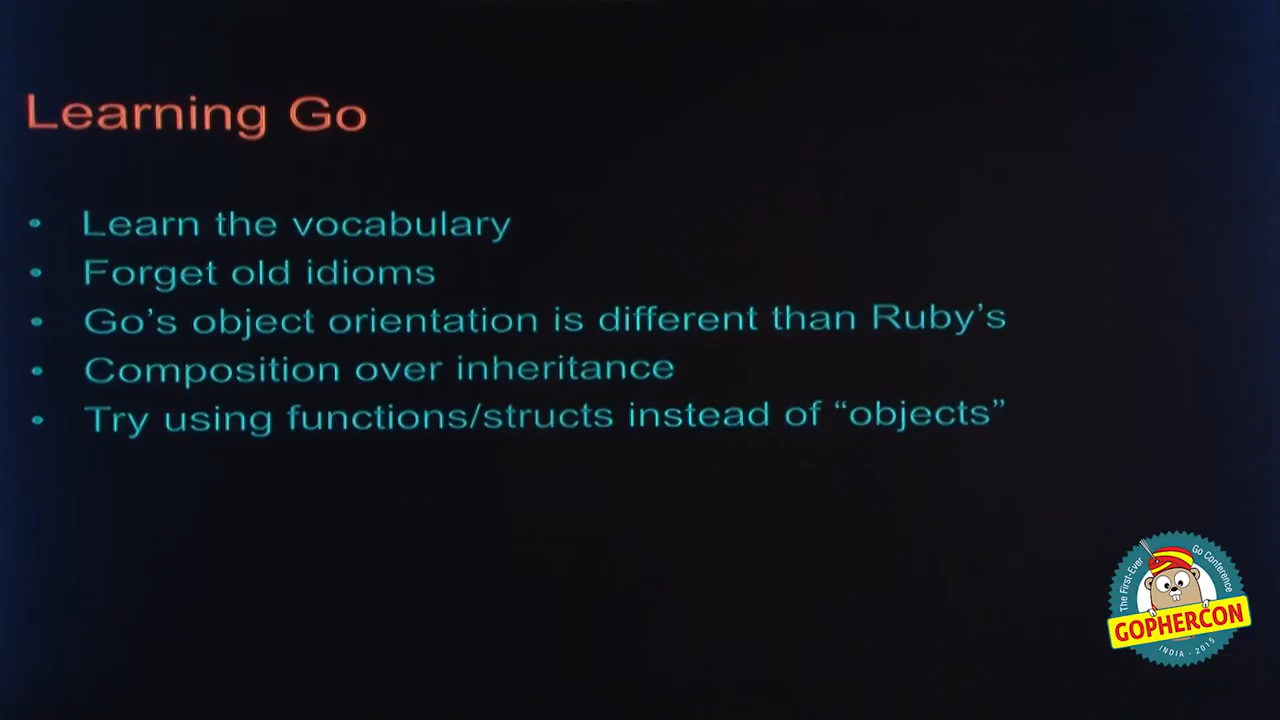 Learning Go
• Learn the vocabulary
• Forget old idioms
• Go’s object orientation is different than Ruby’s
• Composition over inheritance
• Try using functions/structs instead of “objects”
The First-Ever Go Conference
GOPHERCON
INDIA - 2015